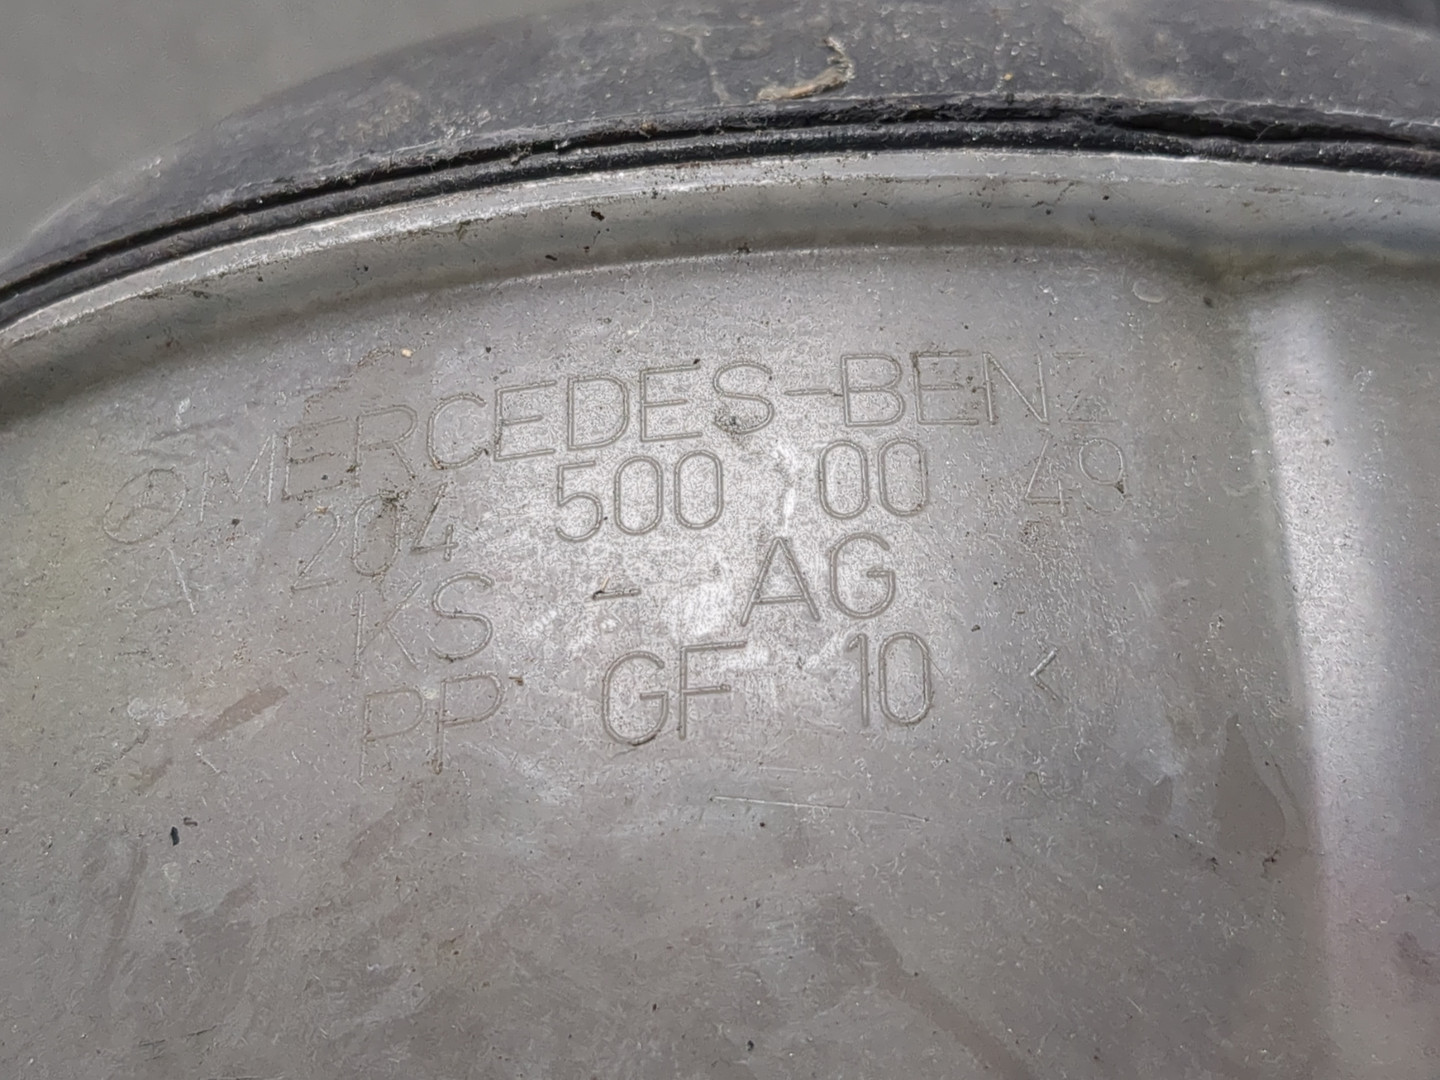 MERCEDES-BENZ
A 204 500 00 49
KS - AG
PP GF 10 <